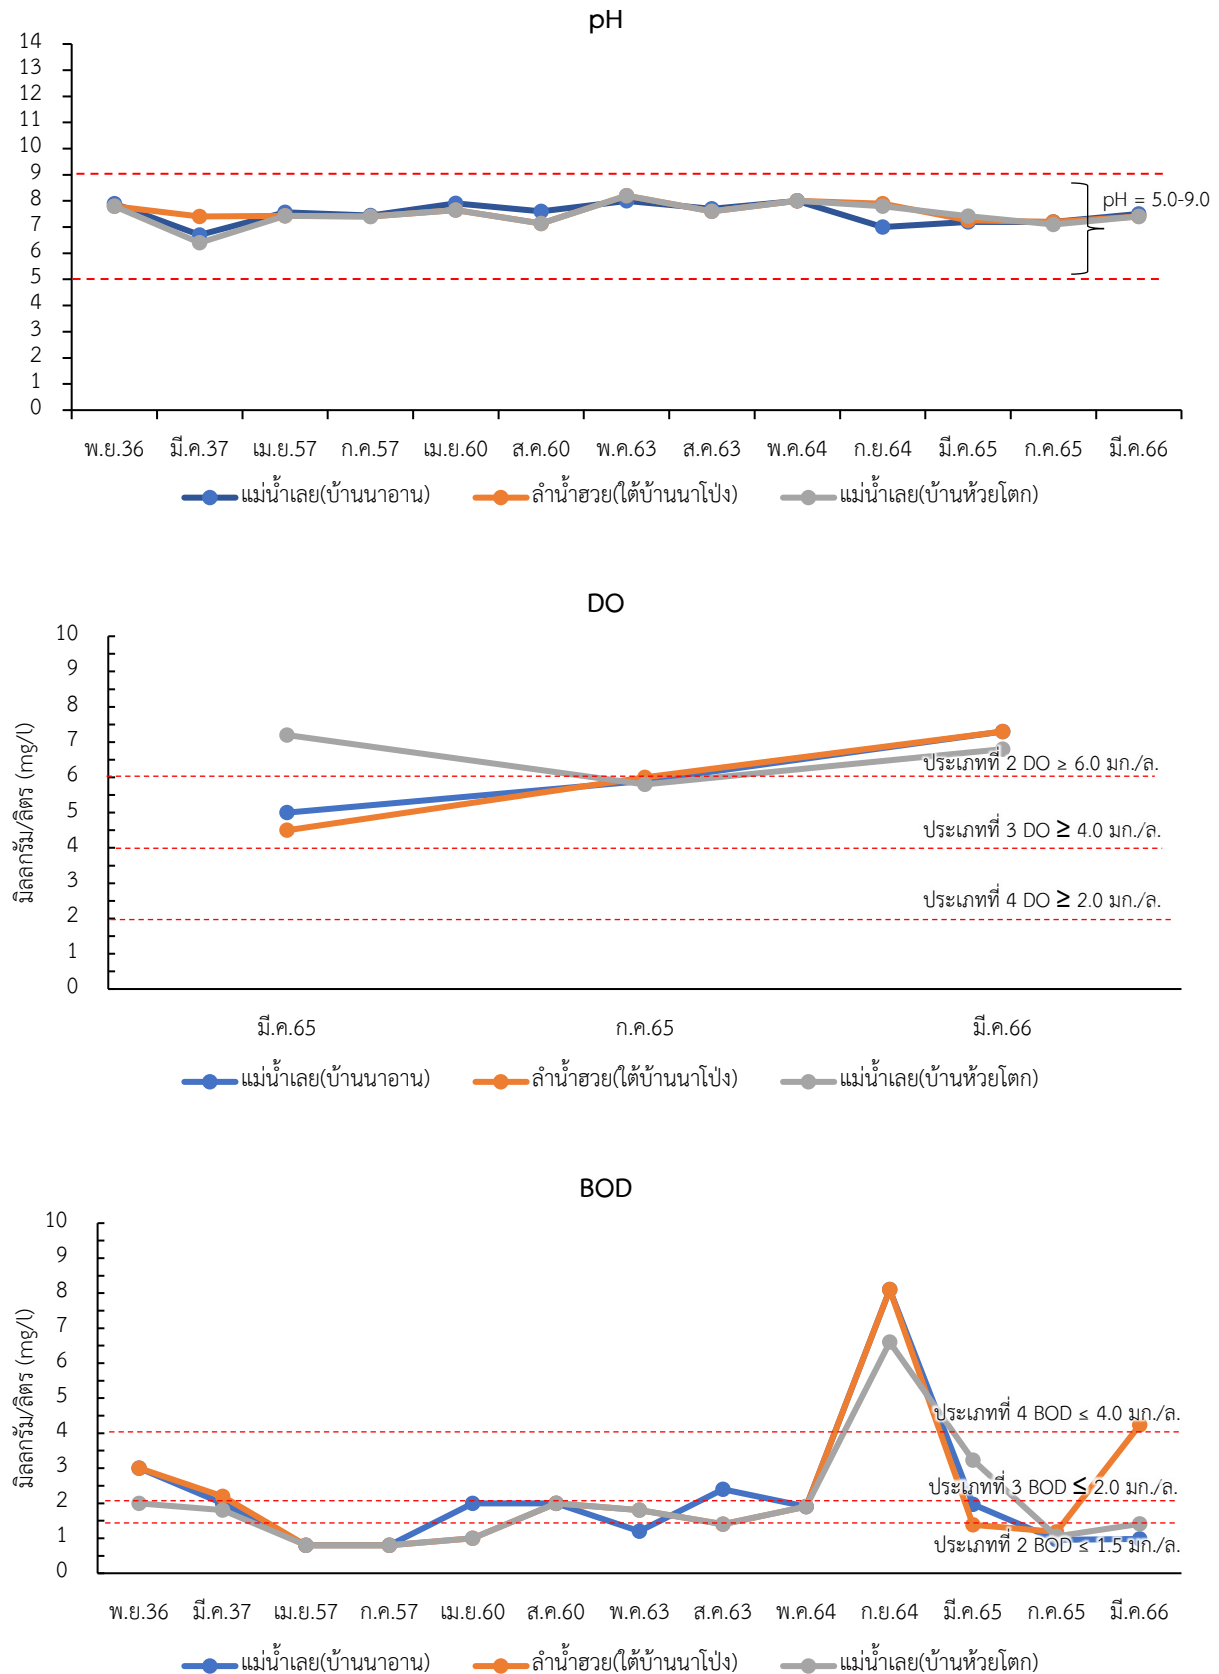 pH
14
13
12
11
10
9
8
7
6
5
4
3
2
1
0
pH = 5.0-9.0
พ.ย.36 มี.ค.37 เม.ย.57 ก.ค.57 เม.ย.60 ส.ค.60 พ.ค.63 ส.ค.63 พ.ค.64 ก.ย.64 มี.ค.65 ก.ค.65 มี.ค.66
แม่น้ำเลย(บ้านนาอาน) ลำน้ำฮวย(ใต้บ้านนาโป่ง) แม่น้ำเลย(บ้านห้วยโตก)
DO
มิลลกรัม/ลิตร (mg/l)
10
9
8
7
6
5
4
3
2
1
0
ประเภทที่ 2 DO ≥ 6.0 มก./ล.
ประเภทที่ 3 DO ≥ 4.0 มก./ล.
ประเภทที่ 4 DO ≥ 2.0 มก./ล.
มี.ค.65 ก.ค.65 มี.ค.66
แม่น้ำเลย(บ้านนาอาน) ลำน้ำฮวย(ใต้บ้านนาโป่ง) แม่น้ำเลย(บ้านห้วยโตก)
BOD
มิลลกรัม/ลิตร (mg/l)
10
9
8
7
6
5
4
3
2
1
0
ประเภทที่ 4 BOD ≤ 4.0 มก./ล.
ประเภทที่ 3 BOD ≤ 2.0 มก./ล.
ประเภทที่ 2 BOD ≤ 1.5 มก./ล.
พ.ย.36 มี.ค.37 เม.ย.57 ก.ค.57 เม.ย.60 ส.ค.60 พ.ค.63 ส.ค.63 พ.ค.64 ก.ย.64 มี.ค.65 ก.ค.65 มี.ค.66
แม่น้ำเลย(บ้านนาอาน) ลำน้ำฮวย(ใต้บ้านนาโป่ง) แม่น้ำเลย(บ้านห้วยโตก)